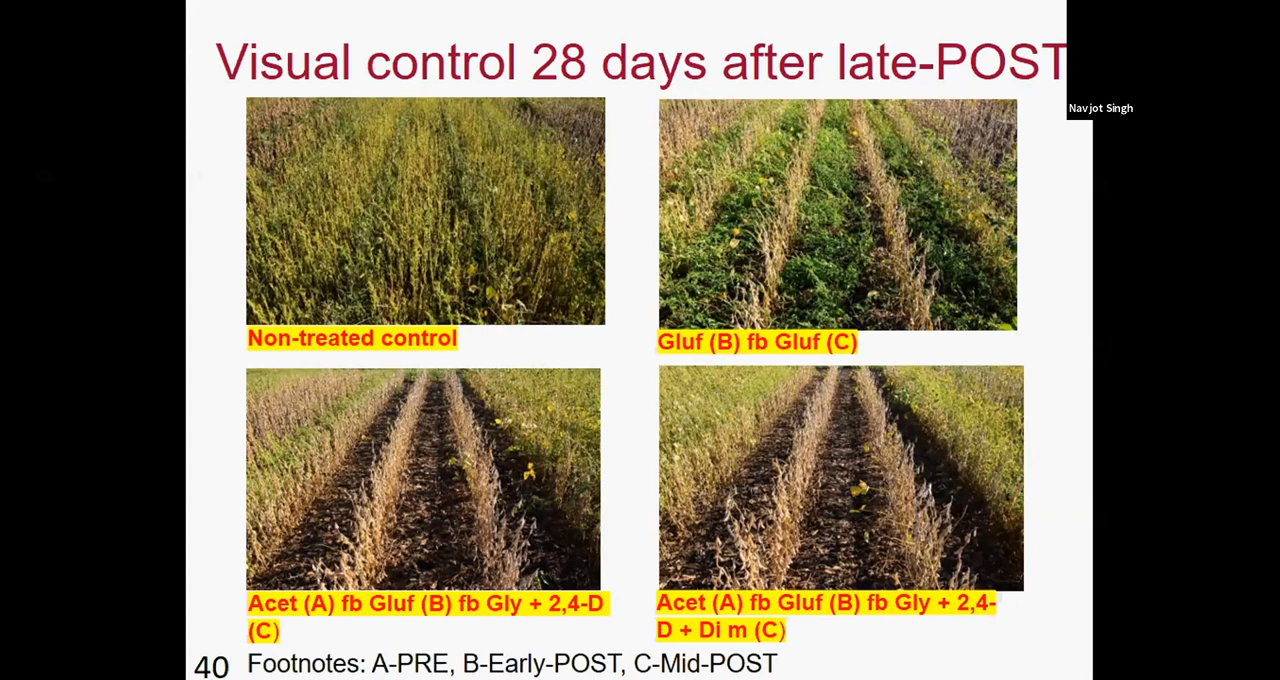 Visual control 28 days after late-POST
Navjot Singh
Non-treated control
Gluf (B) fb Gluf (C)
Acet (A) fb Gluf (B) fb Gly + 2,4-D
(C)
Acet (A) fb Gluf (B) fb Gly + 2,4-
D + Di m (C)
40
Footnotes: A-PRE, B-Early-POST, C-Mid-POST